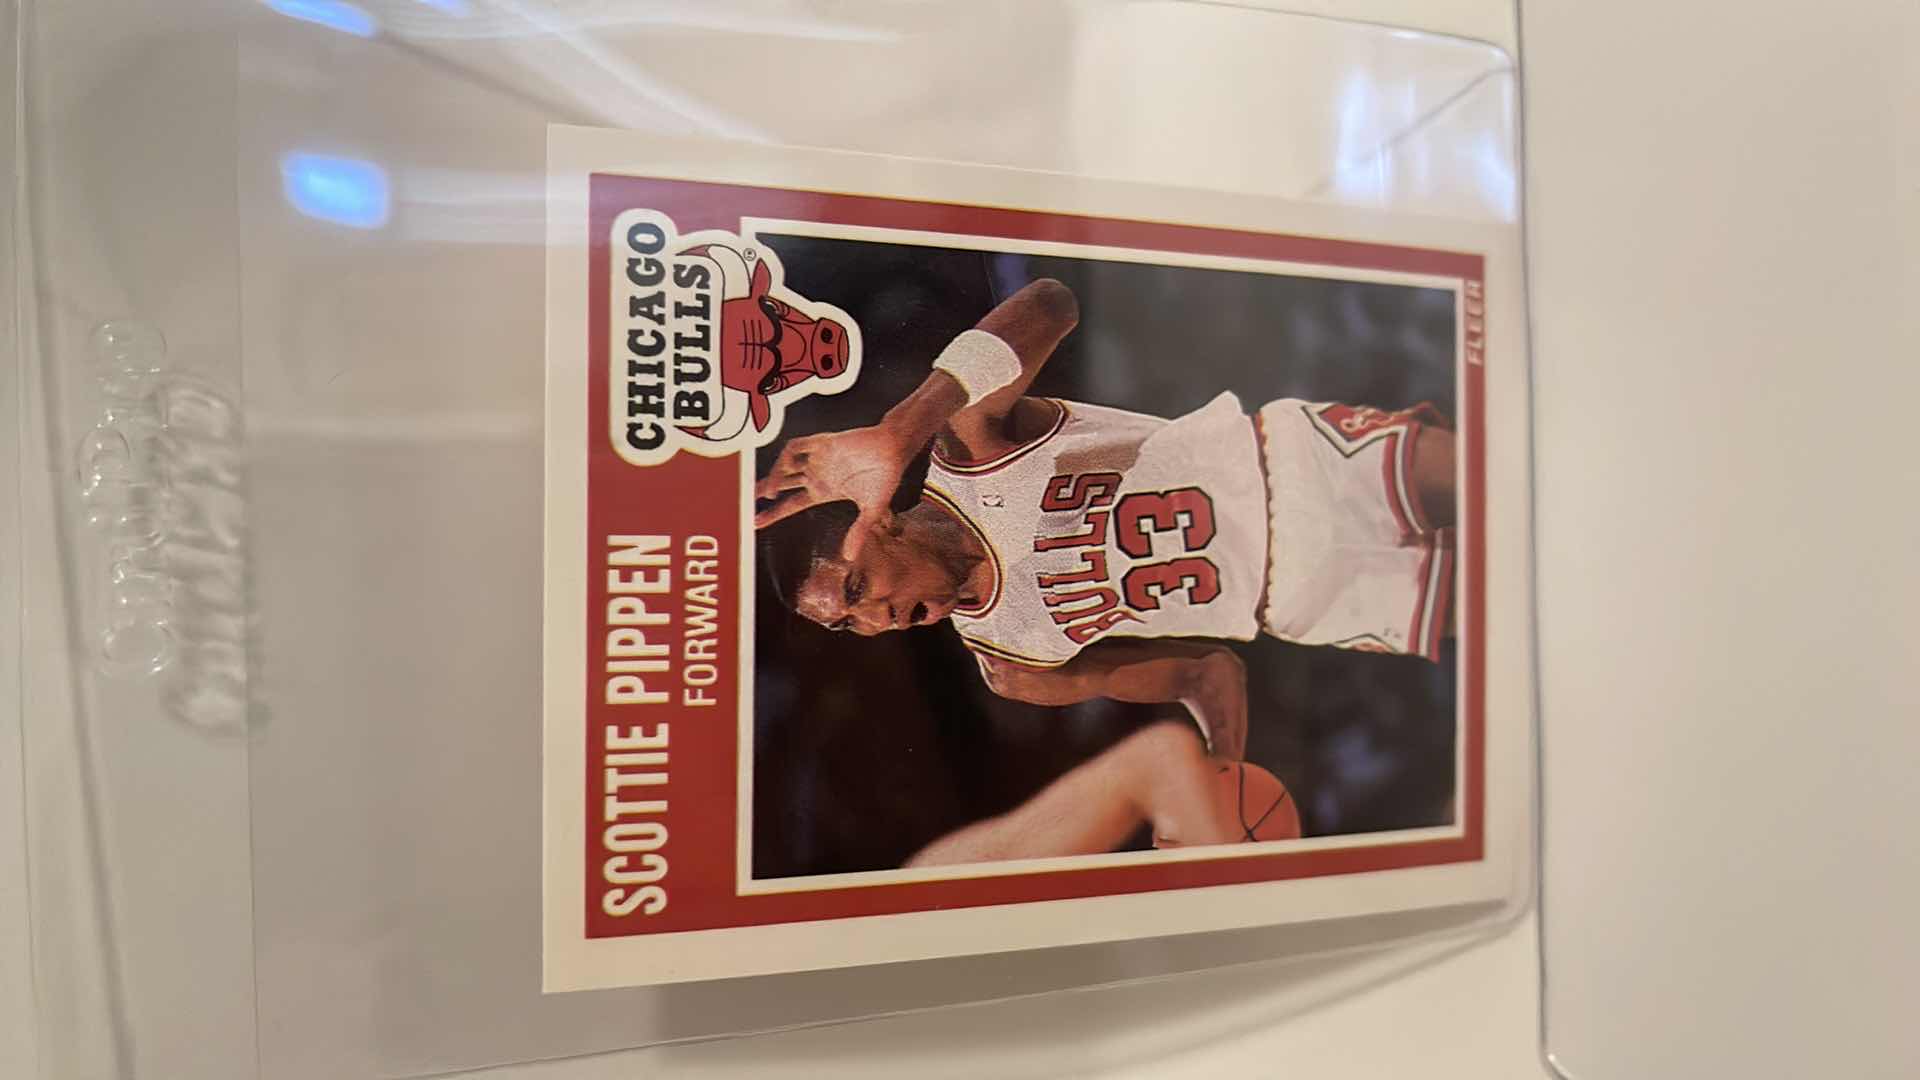 SCOTTIE PIPPEN
FORWARD
CHICAGO
BULLS
BULLS
33
FLEER